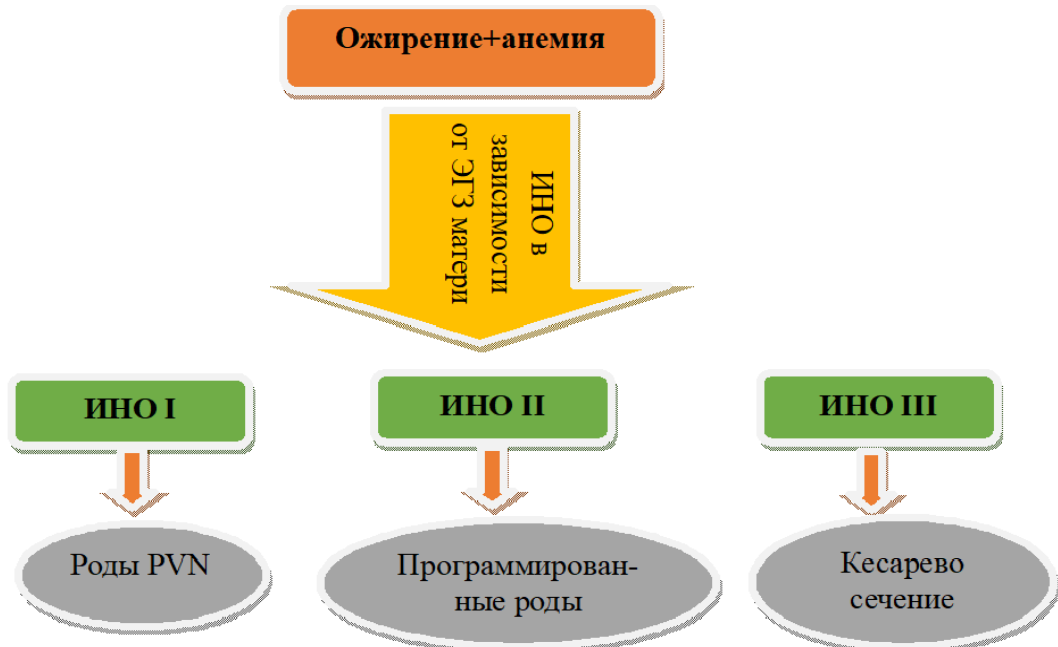 Ожирение+анемия
ИНО в
зависимости
от ЭГЗ матери
ИНО I
ИНО II
ИНО III
Роды PVN
Программирован-
ные роды
Кесарево
сечение